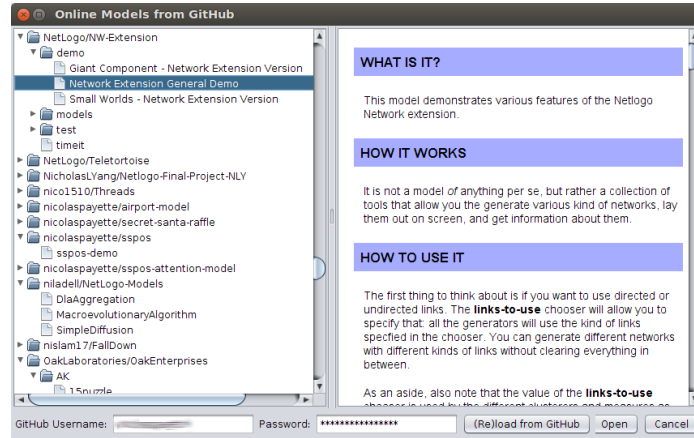 Online Models from GitHub
NetLogo/NW-Extension
demo
Giant Component - Network Extension Version
Network Extension General Demo
Small Worlds - Network Extension Version
models
test
timeit
NetLogo/Teletortoise
NicholasLYang/Netlogo-Final-Project-NLY
nico1510/Threads
nicolaspayette/airport-model
nicolaspayette/secret-santa-raffle
nicolaspayette/sspos
sspos-demo
nicolaspayette/sspos-attention-model
niladell/NetLogo-Models
DlaAggregation
MacroevolutionaryAlgorithm
SimpleDiffusion
nislam17/FallDown
OakLaboratories/OakEnterprises
AK
15puzzle
WHAT IS IT?
This model demonstrates various features of the Netlogo
Network extension.
HOW IT WORKS
It is not a model of anything per se, but rather a collection of
tools that allow you the generate various kind of networks, lay
them out on screen, and get information about them.
HOW TO USE IT
The first thing to think about is if you want to use directed or
undirected links. The links-to-use chooser will allow you to
specify that: all the generators will use the kind of links
specfied in the chooser. You can generate different networks
with different kinds of links without clearing everything in
between.
As an aside, also note that the value of the links-to-use
chooser is used by the different clusterers and measures as
GitHub Username: Password: **************** (Re)load from GitHub Open Cancel